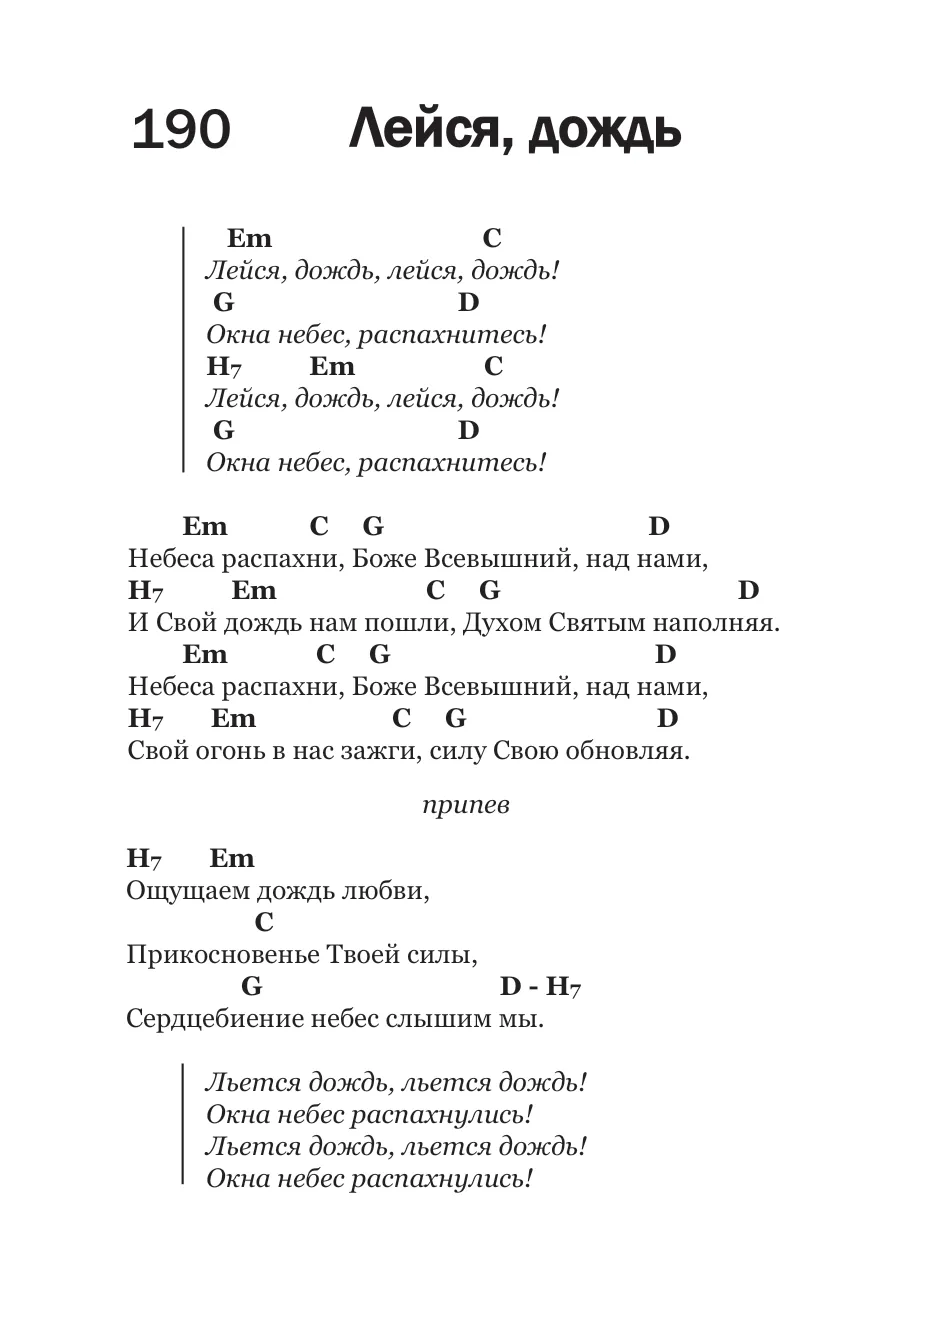 190 Лейся, дождь
Em C
Лейся, дождь, лейся, дождь!
G D
Окна небес, распахнитесь!
H7 Em C
Лейся, дождь, лейся, дождь!
G D
Окна небес, распахнитесь!
Em C G D
Небеса распахни, Боже Всевышний, над нами,
H7 Em C G D
И Свой дождь нам пошли, Духом Святым наполняя.
Em C G D
Небеса распахни, Боже Всевышний, над нами,
H7 Em C G D
Свой огонь в нас зажги, силу Свою обновляя.
припев
H7 Em
Ощущаем дождь любви,
C
Прикосновенье Твоей силы,
G D - H7
Сердцебиение небес слышим мы.
Льется дождь, льется дождь!
Окна небес распахнулись!
Льется дождь, льется дождь!
Окна небес распахнулись!